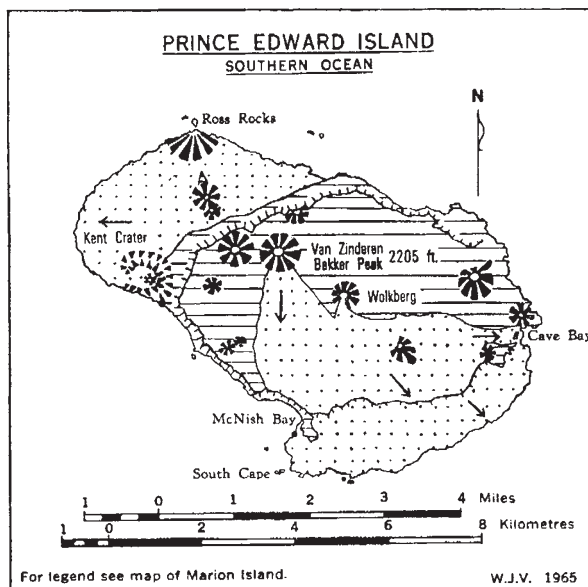 PRINCE EDWARD ISLAND
SOUTHERN OCEAN
N
Ross Rocks
Kent Crater
Van Zinderen
Bekker Peak 2205 ft.
Wolkberg
Cave Bay
McNish Bay
South Cape
1 0 1 2 3 4 Miles
1 0 2 4 6 8 Kilometres
For legend see map of Marion Island. W.J.V. 1965